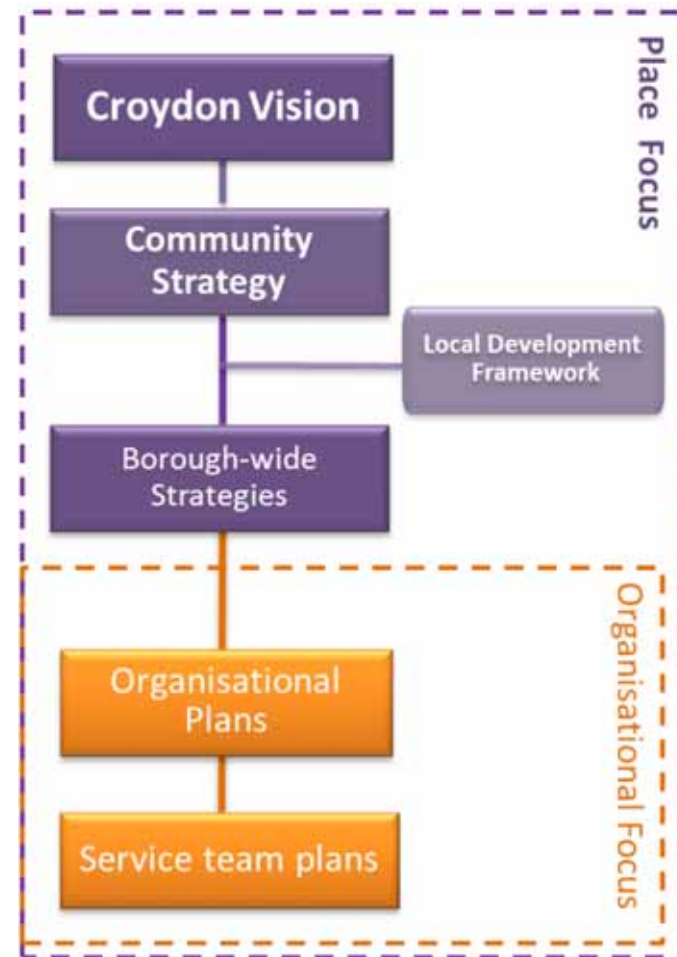 Croydon Vision
Place Focus
Community
Strategy
Local Development
Framework
Borough-wide
Strategies
Organisational Focus
Organisational
Plans
Service team plans